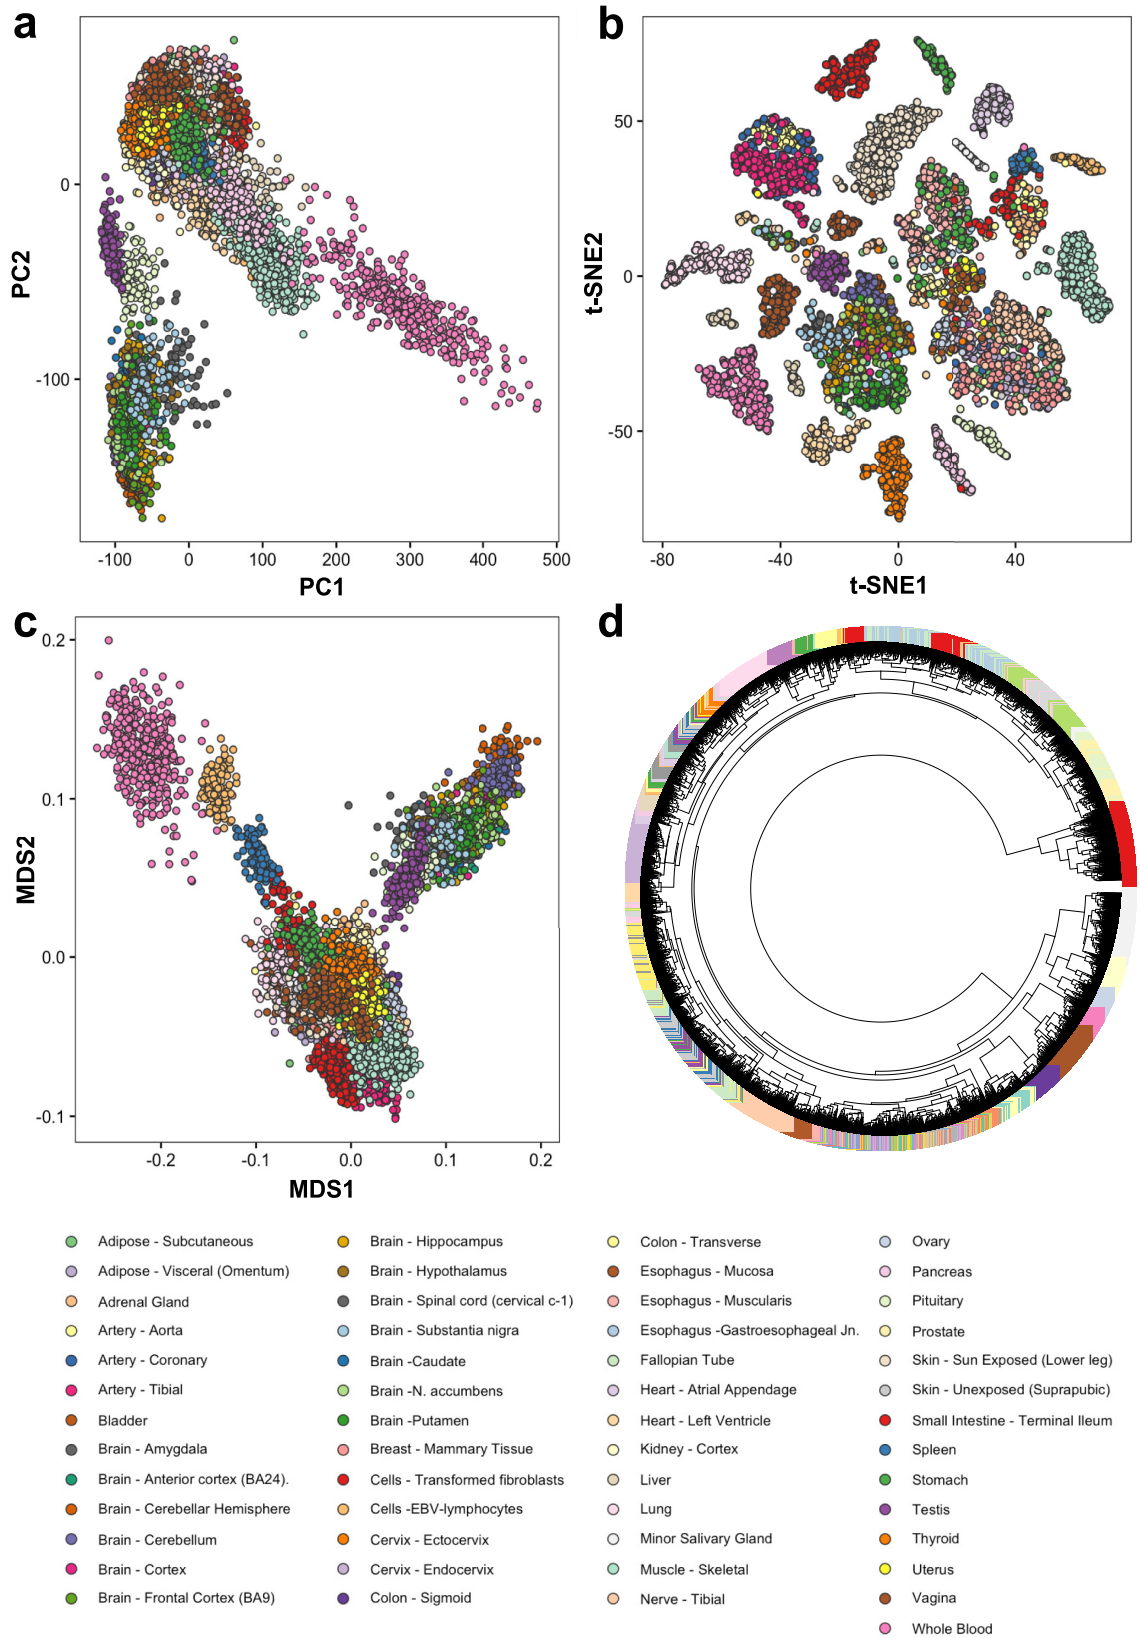 a
b
0
-100
PC2
-100
0
100
200
300
400
500
PC1
50
0
-50
t-SNE2
-80
-40
0
40
t-SNE1
c
d
0.2
0.1
0.0
-0.1
MDS2
-0.2
-0.1
0.0
0.1
0.2
MDS1
Adipose - Subcutaneous
Adipose - Visceral (Omentum)
Adrenal Gland
Artery - Aorta
Artery - Coronary
Artery - Tibial
Bladder
Brain - Amygdala
Brain - Anterior cortex (BA24).
Brain - Cerebellar Hemisphere
Brain - Cerebellum
Brain - Cortex
Brain - Frontal Cortex (BA9)
Brain - Hippocampus
Brain - Hypothalamus
Brain - Spinal cord (cervical c-1)
Brain - Substantia nigra
Brain -Caudate
Brain -N. accumbens
Brain -Putamen
Breast - Mammary Tissue
Cells - Transformed fibroblasts
Cells -EBV-lymphocytes
Cervix - Ectocervix
Cervix - Endocervix
Colon - Sigmoid
Colon - Transverse
Esophagus - Mucosa
Esophagus - Muscularis
Esophagus -Gastroesophageal Jn.
Fallopian Tube
Heart - Atrial Appendage
Heart - Left Ventricle
Kidney - Cortex
Liver
Lung
Minor Salivary Gland
Muscle - Skeletal
Nerve - Tibial
Ovary
Pancreas
Pituitary
Prostate
Skin - Sun Exposed (Lower leg)
Skin - Unexposed (Suprapubic)
Small Intestine - Terminal Ileum
Spleen
Stomach
Testis
Thyroid
Uterus
Vagina
Whole Blood